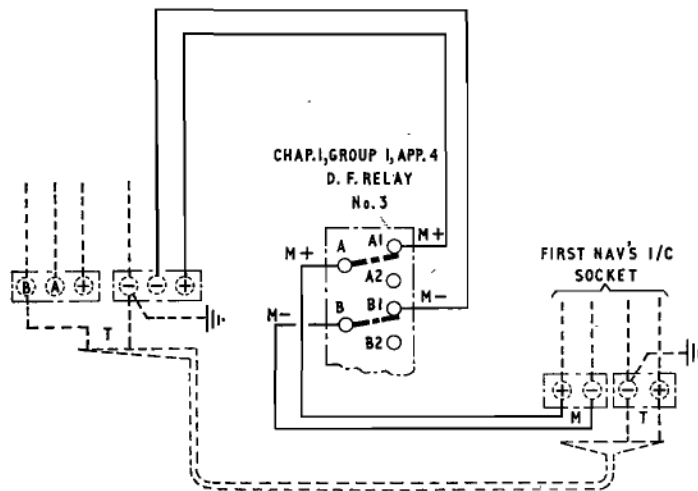 CHAP.1, GROUP 1, APP. 4
D. F. RELAY
No. 3
A A1 M+
M+
A2
B B1 M-
M-
B2
FIRST NAV'S I/C
SOCKET
B A + - - +
T
+ - - +
M T